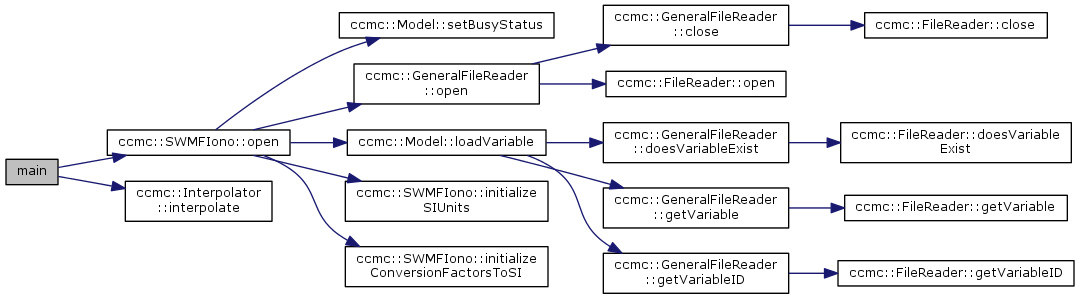 main
ccmc::SWMFIono::open
ccmc::Interpolator
::interpolate
ccmc::Model::setBusyStatus
ccmc::GeneralFileReader
::open
ccmc::Model::loadVariable
ccmc::SWMFIono::initialize
SIUnits
ccmc::SWMFIono::initialize
ConversionFactorsToSI
ccmc::GeneralFileReader
::close
ccmc::FileReader::open
ccmc::GeneralFileReader
::doesVariableExist
ccmc::GeneralFileReader
::getVariable
ccmc::GeneralFileReader
::getVariableID
ccmc::FileReader::close
ccmc::FileReader::doesVariable
Exist
ccmc::FileReader::getVariable
ccmc::FileReader::getVariableID